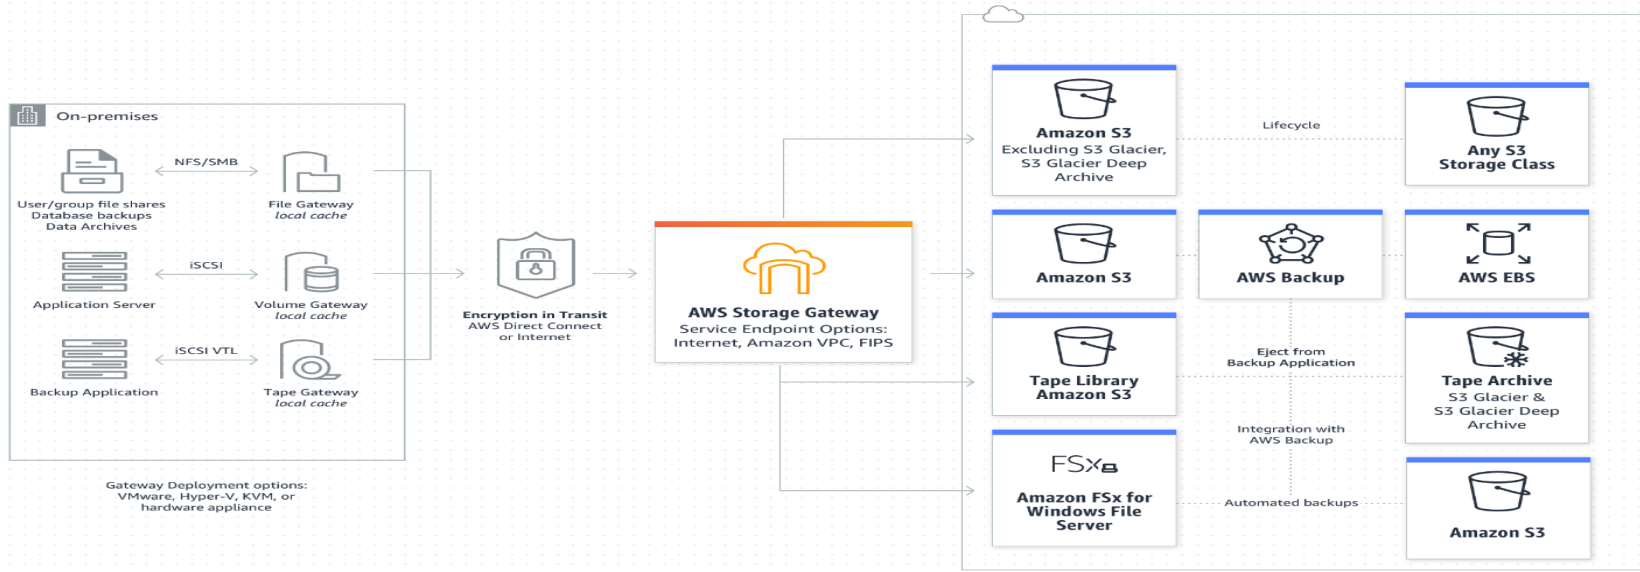 On-premises
NFS/SMB
User/group file shares
Database backups
Data Archives
File Gateway
local cache
iSCSI
Application Server
Volume Gateway
local cache
iSCSI VTL
Backup Application
Tape Gateway
local cache
Gateway Deployment options:
VMware, Hyper-V, KVM, or
hardware appliance
Encryption in Transit
AWS Direct Connect
or Internet
AWS Storage Gateway
Service Endpoint Options:
Internet, Amazon VPC, FIPS
Amazon S3
Excluding S3 Glacier,
S3 Glacier Deep
Archive
Lifecycle
Any S3
Storage Class
Amazon S3
AWS Backup
AWS EBS
Tape Library
Amazon S3
Eject from
Backup Application
Tape Archive
S3 Glacier &
S3 Glacier Deep
Archive
Integration with
AWS Backup
FSx
Amazon FSx for
Windows File
Server
Automated backups
Amazon S3